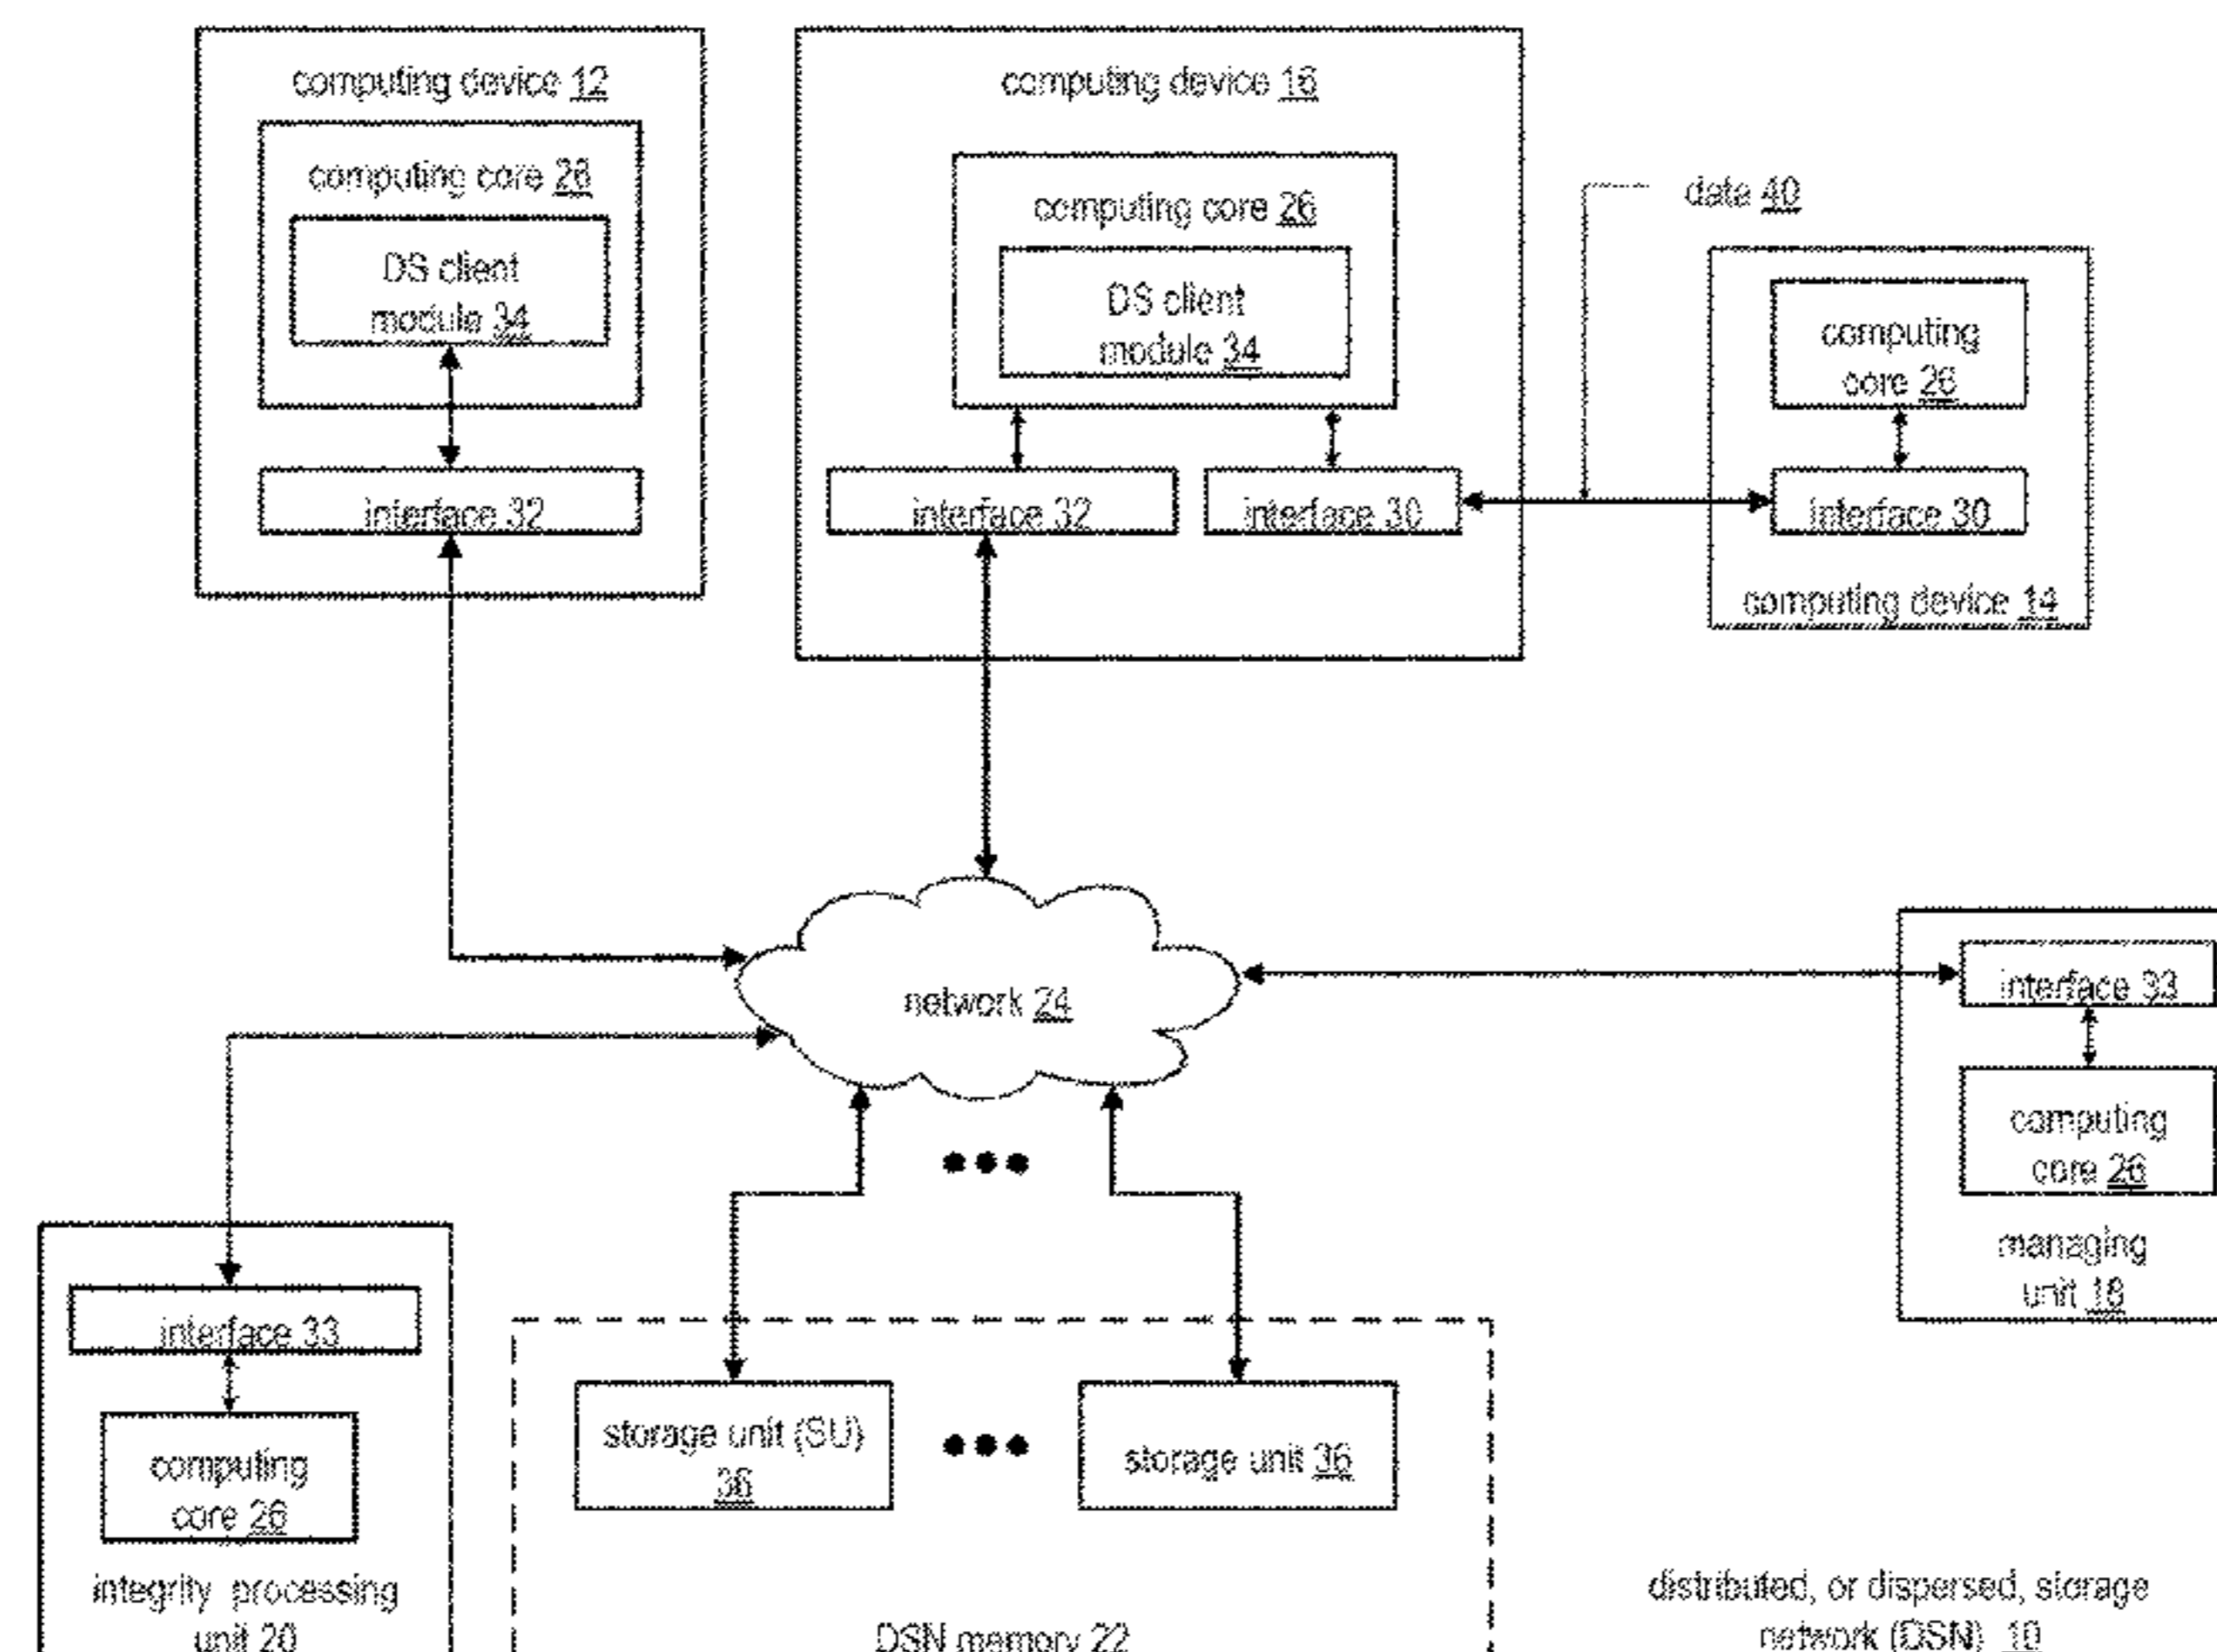 computing device 12
computing core 26
DS client
module 34
interface 32
computing device 16
computing core 26
DS client
module 34
interface 32
interface 30
data 40
computing
core 26
interface 30
computing device 14
network 24
interface 33
computing
core 26
managing
unit 18
interface 33
computing
core 26
integrity processing
unit 20
storage unit (SU)
36
storage unit 36
DSN memory 22
distributed, or dispersed, storage
network (DSN) 10